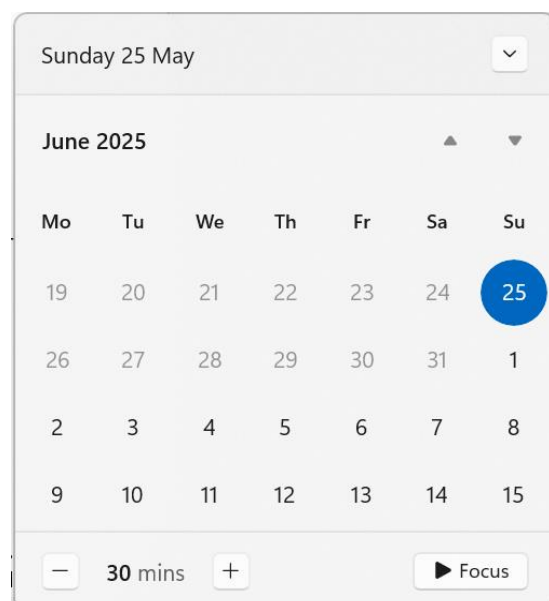 Sunday 25 May
June 2025
Mo Tu We Th Fr Sa Su
19 20 21 22 23 24 25
26 27 28 29 30 31 1
2 3 4 5 6 7 8
9 10 11 12 13 14 15
30 mins Focus